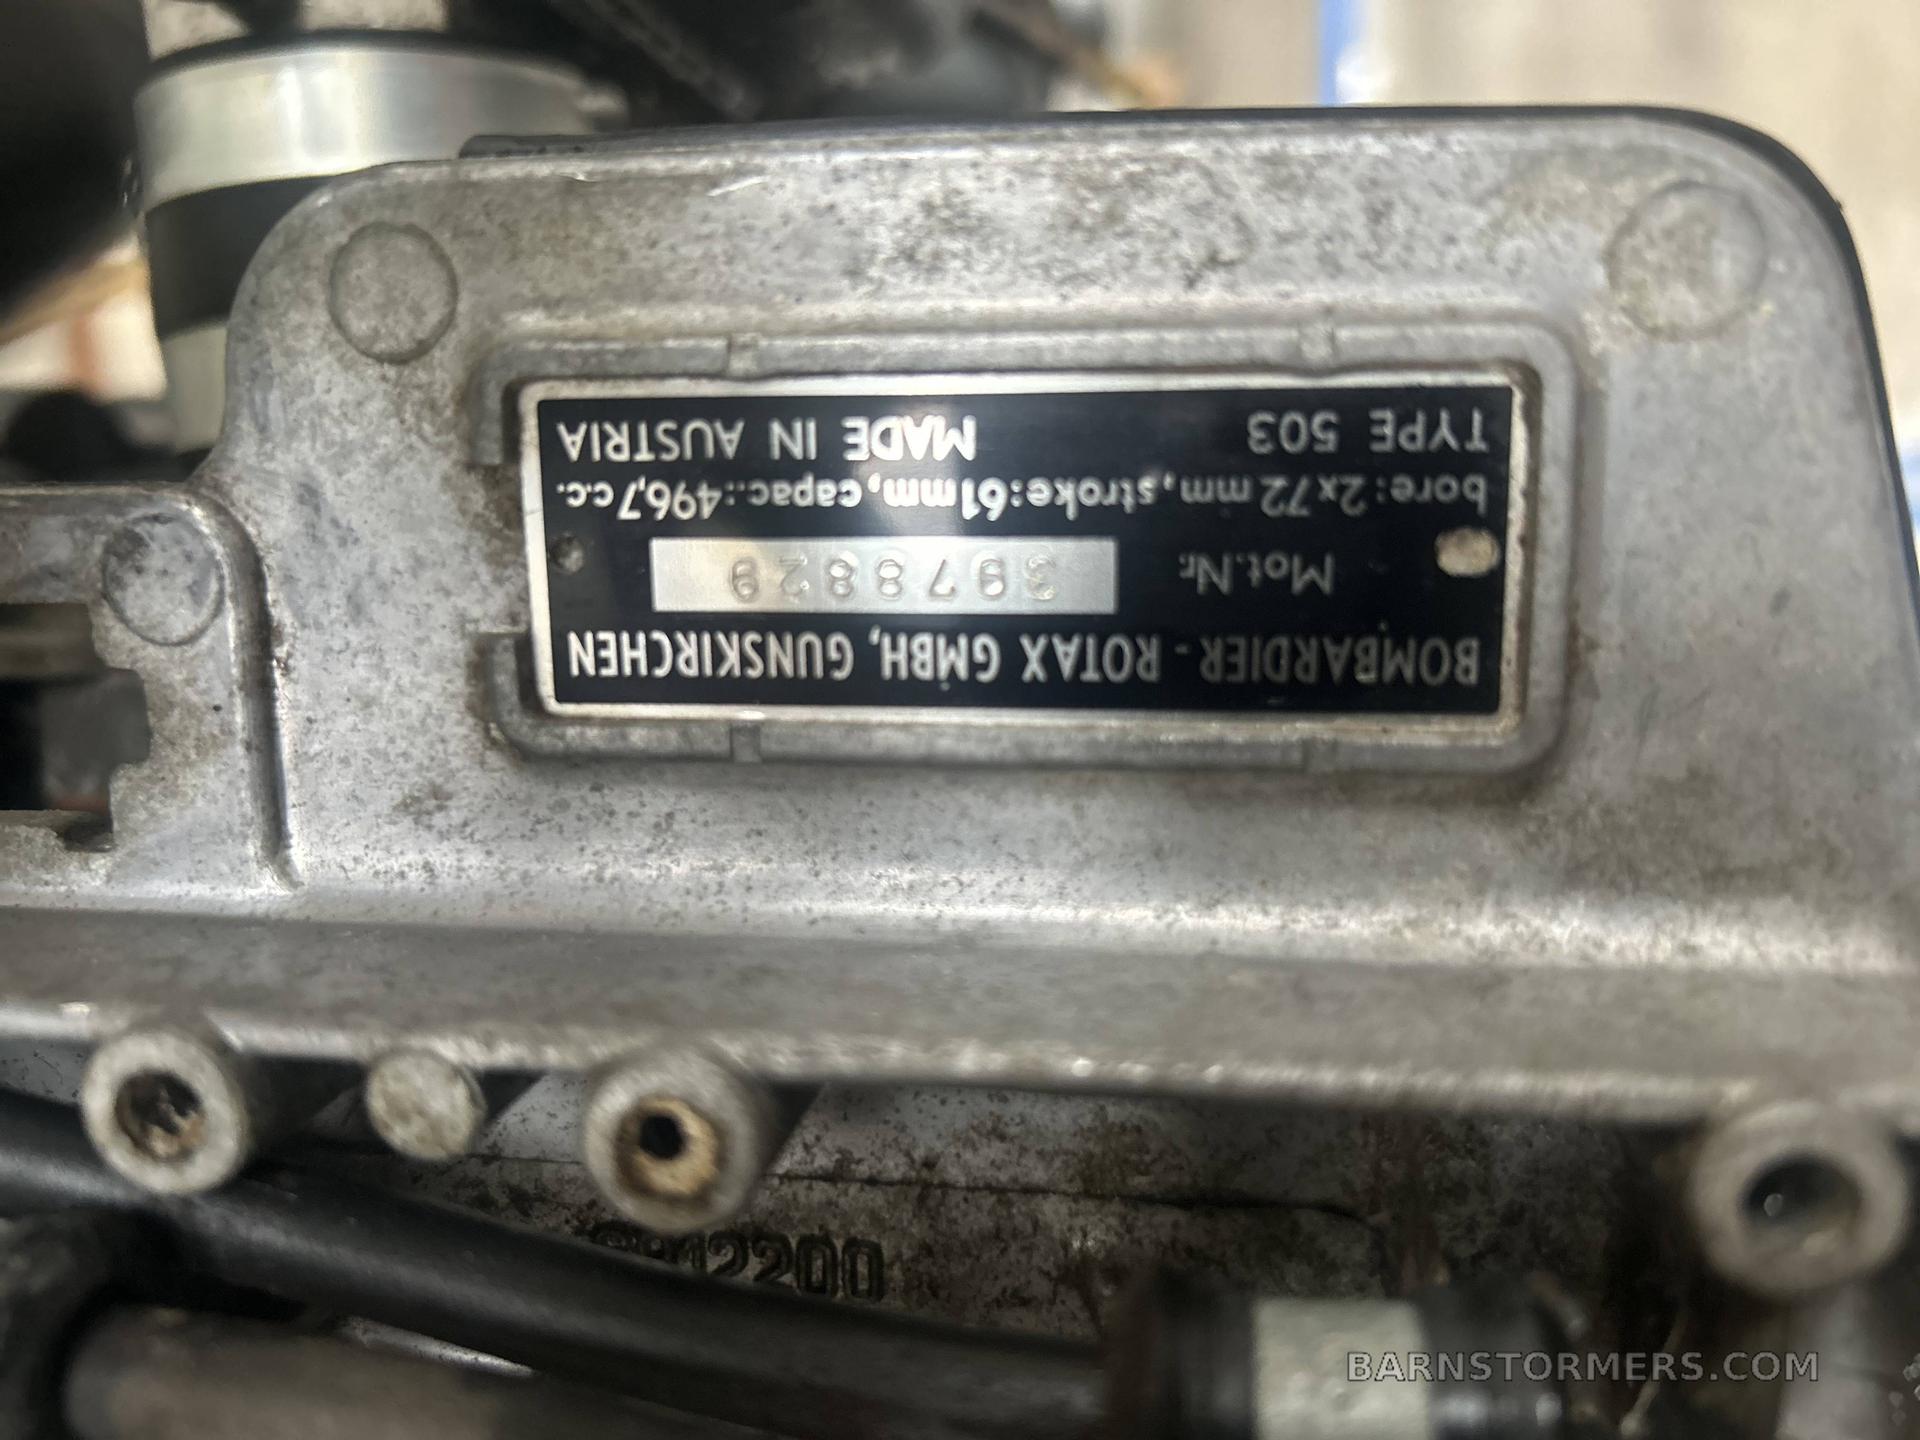 BOMBARDIER - ROTAX GMBH, GUNSKIRCHEN
Mot.Nr. 3978829
bore: 2x72 mm, stroke: 61 mm, capac.: 496,7 c.c.
TYPE 503 MADE IN AUSTRIA
BARNSTORMERS.COM